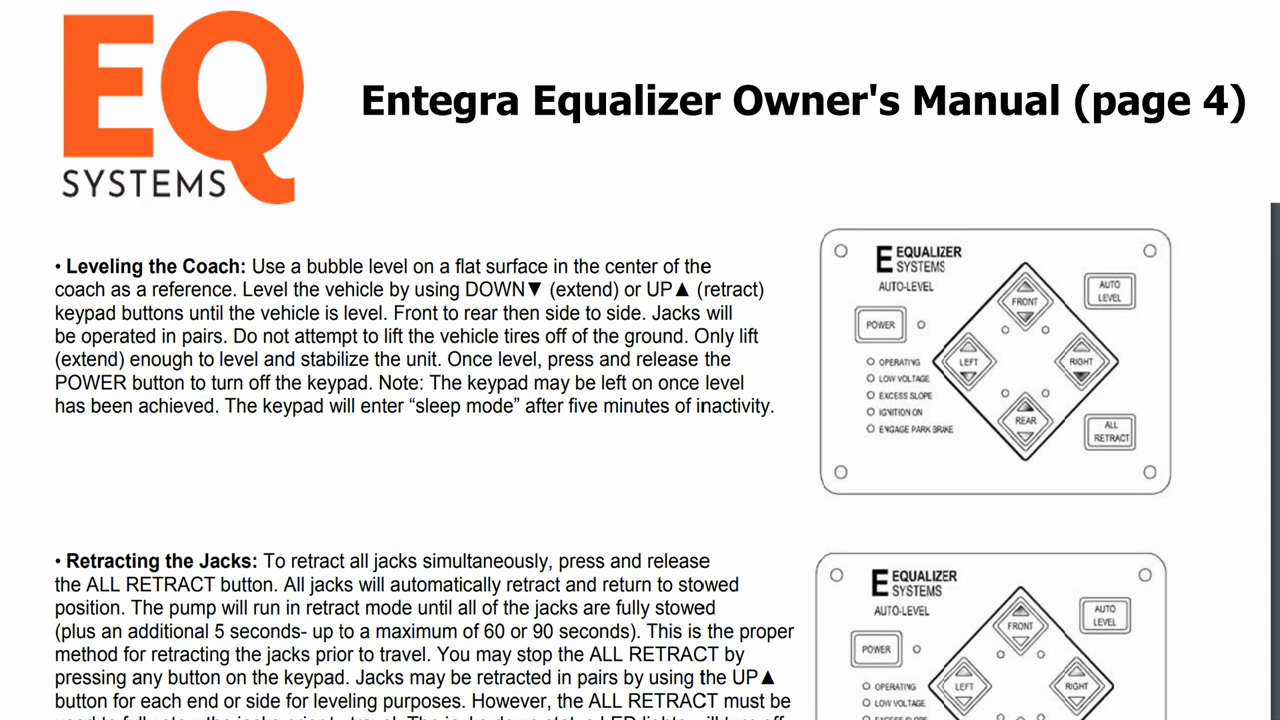 EQ
SYSTEMS
Entegra Equalizer Owner's Manual (page 4)
• Leveling the Coach: Use a bubble level on a flat surface in the center of the
coach as a reference. Level the vehicle by using DOWN▼ (extend) or UP▲ (retract)
keypad buttons until the vehicle is level. Front to rear then side to side. Jacks will
be operated in pairs. Do not attempt to lift the vehicle tires off of the ground. Only lift
(extend) enough to level and stabilize the unit. Once level, press and release the
POWER button to turn off the keypad. Note: The keypad may be left on once level
has been achieved. The keypad will enter “sleep mode” after five minutes of inactivity.
E EQUALIZER
SYSTEMS
AUTO-LEVEL
POWER
OPERATING
LOW VOLTAGE
EXCESS SLOPE
IGNITION ON
ENGAGE PARK BRAKE
FRONT
LEFT
RIGHT
REAR
AUTO
LEVEL
ALL
RETRACT
• Retracting the Jacks: To retract all jacks simultaneously, press and release
the ALL RETRACT button. All jacks will automatically retract and return to stowed
position. The pump will run in retract mode until all of the jacks are fully stowed
(plus an additional 5 seconds- up to a maximum of 60 or 90 seconds). This is the proper
method for retracting the jacks prior to travel. You may stop the ALL RETRACT by
pressing any button on the keypad. Jacks may be retracted in pairs by using the UP▲
button for each end or side for leveling purposes. However, the ALL RETRACT must be
E EQUALIZER
SYSTEMS
AUTO-LEVEL
POWER
OPERATING
LOW VOLTAGE
FRONT
LEFT
RIGHT
AUTO
LEVEL